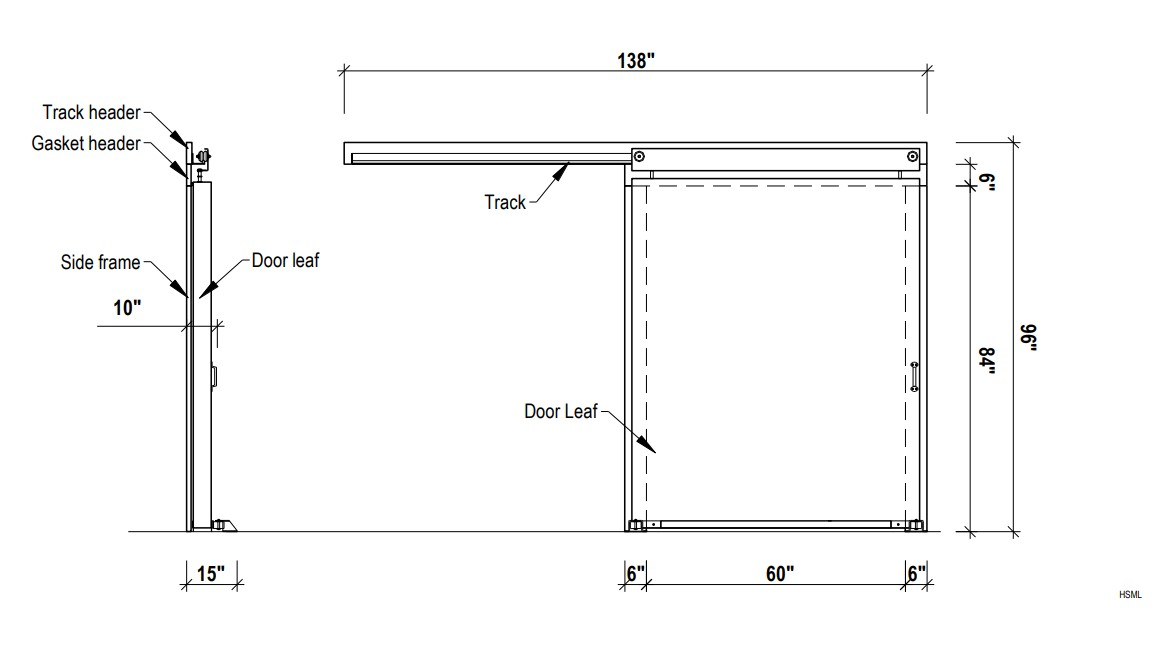 138"
Track header
Gasket header
6"
Track
Side frame
Door leaf
10"
96"
84"
Door Leaf
15"
6"
60"
6"
HSML